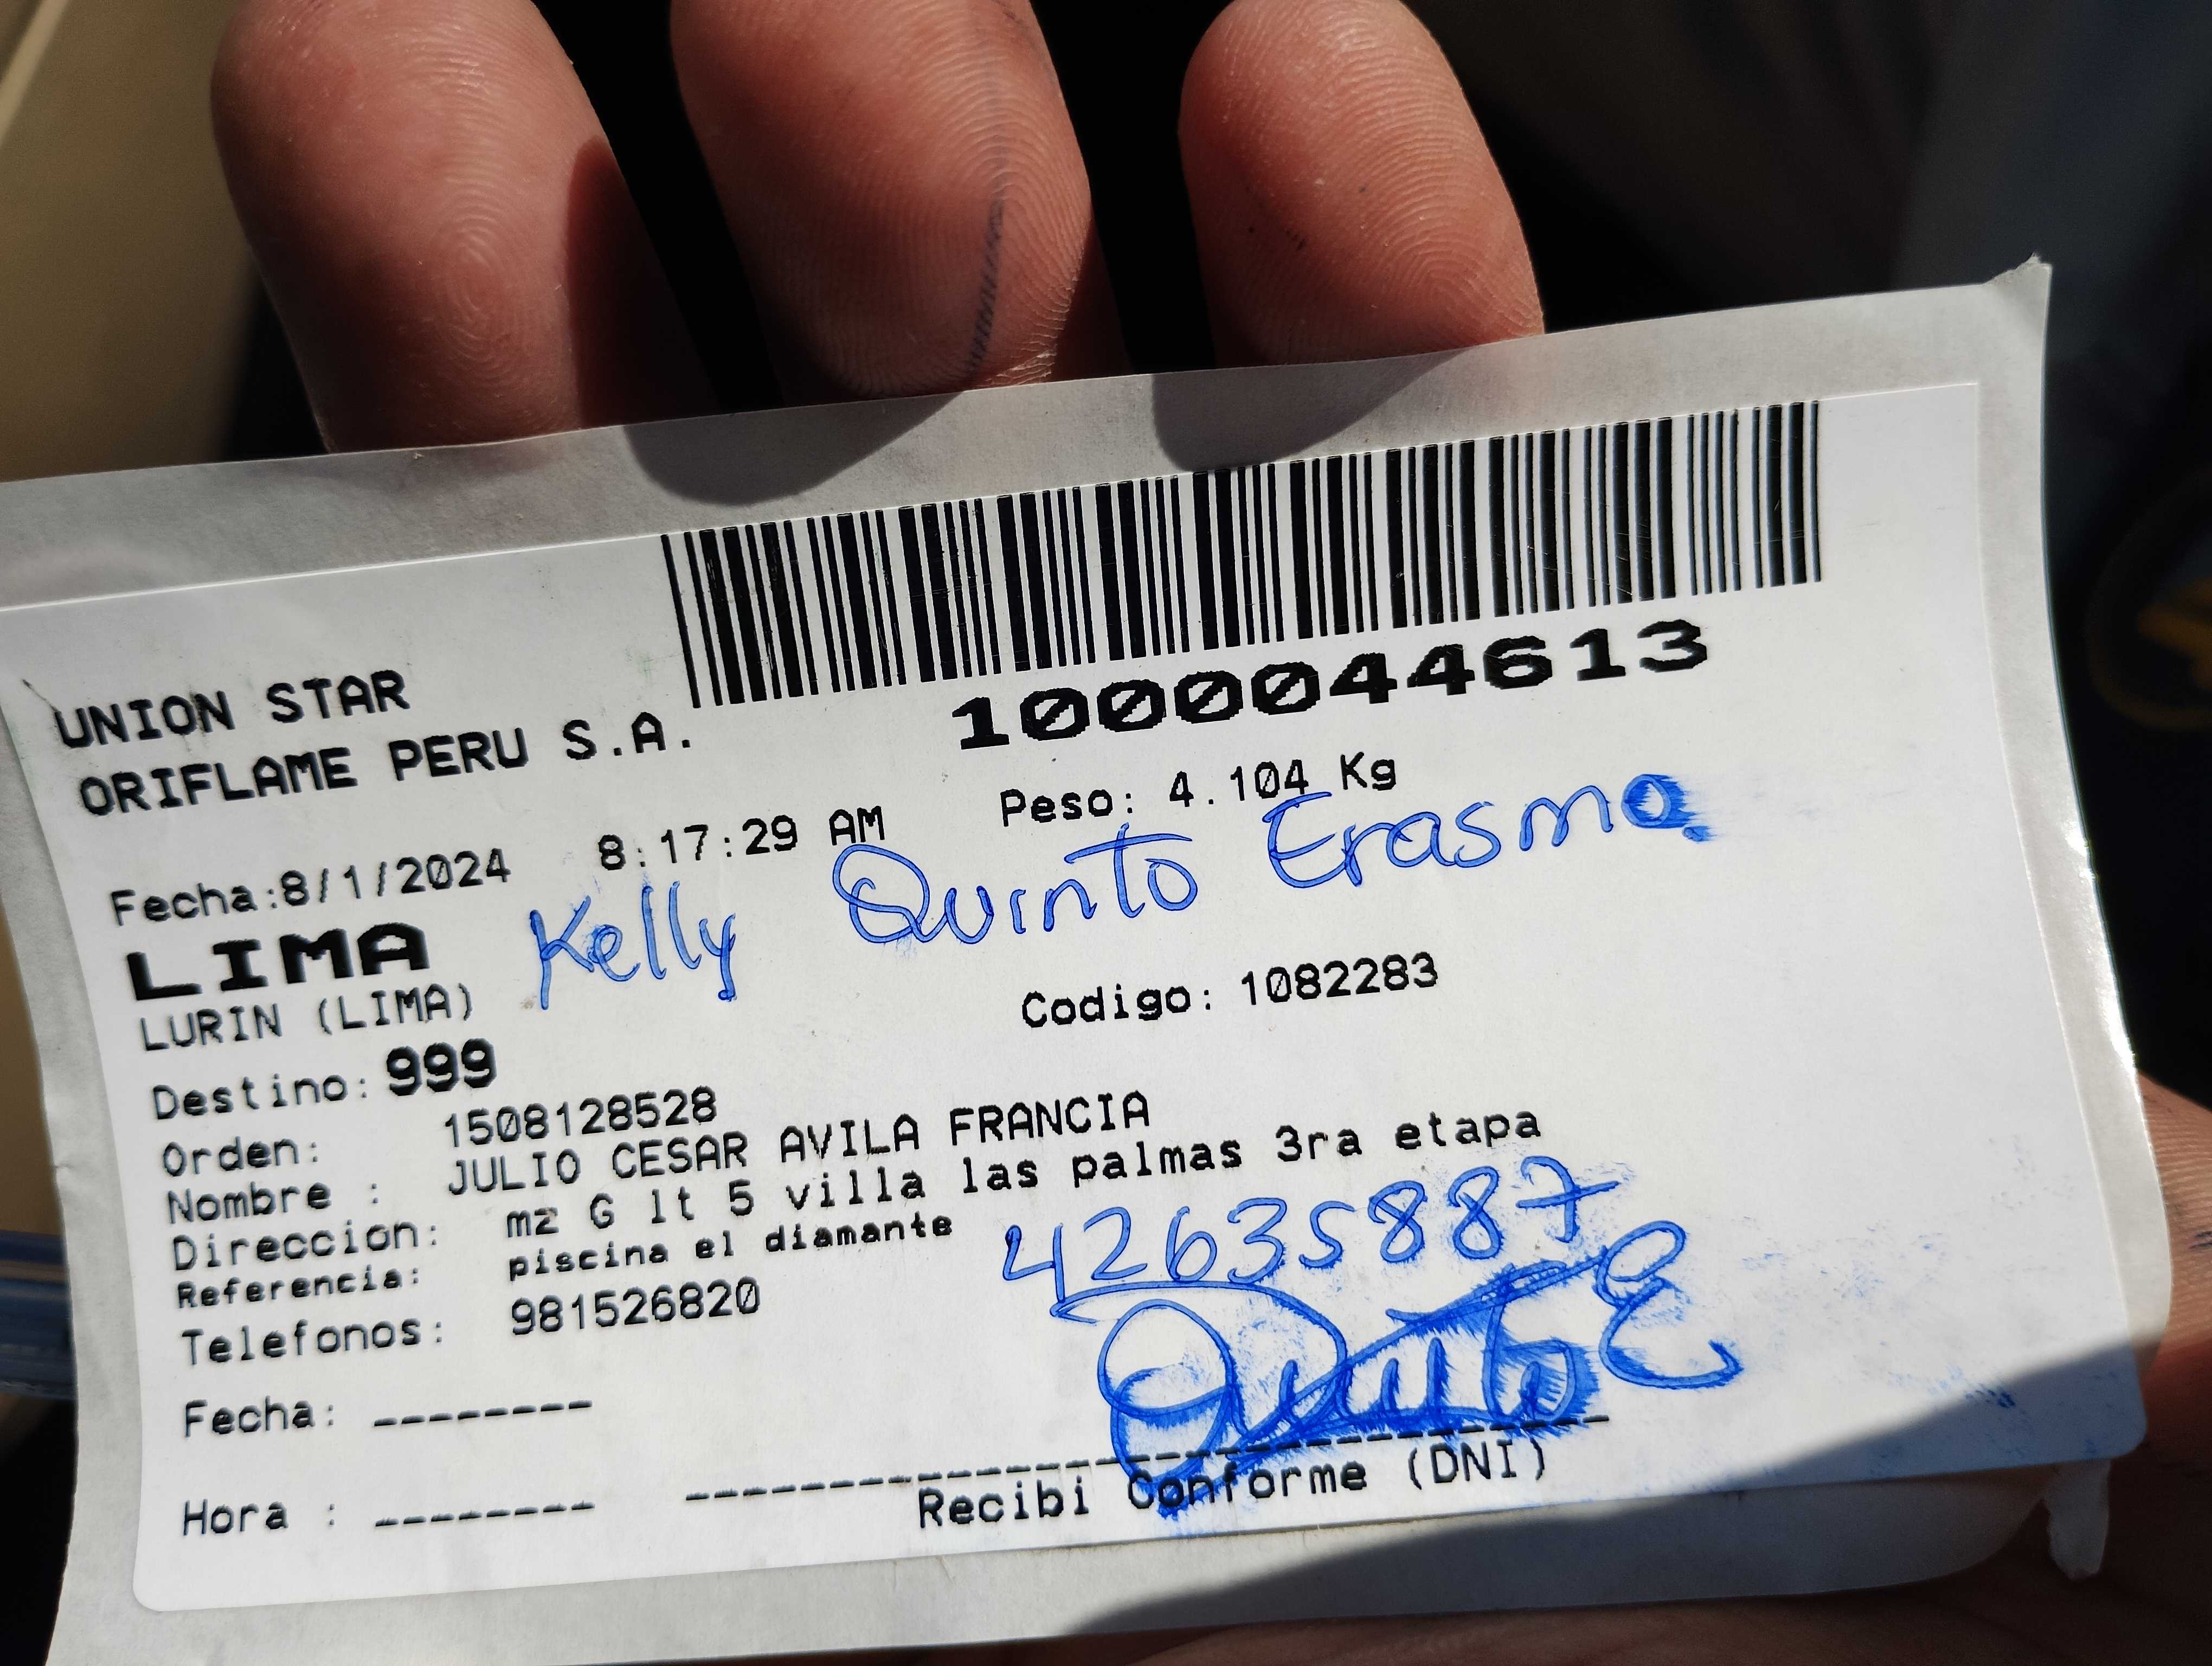 1000044613
UNION STAR
ORIFLAME PERU S.A.
Peso: 4.104 Kg
Fecha:8/1/2024 8:17:29 AM
Kelly Quinto Erasmo
LIMA
LURIN (LIMA)
Codigo: 1082283
Destino: 999
Orden: 1508128528
Nombre : JULIO CESAR AVILA FRANCIA
Direccion: mz G lt 5 villa las palmas 3ra etapa
Referencia: piscina el diamante
42635887
Telefonos: 981526820
Quinto E
Fecha: --------
Hora : --------
Recibi Conforme (DNI)